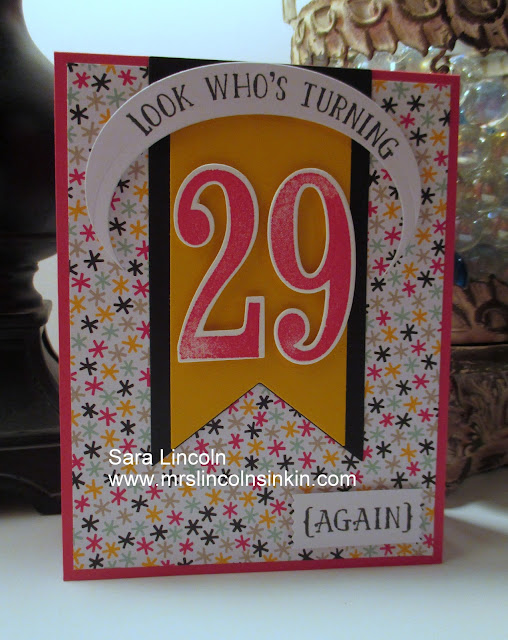 LOOK WHO'S TURNING
29
Sara Lincoln
www.mrslincolnsinkin.com
{AGAIN}